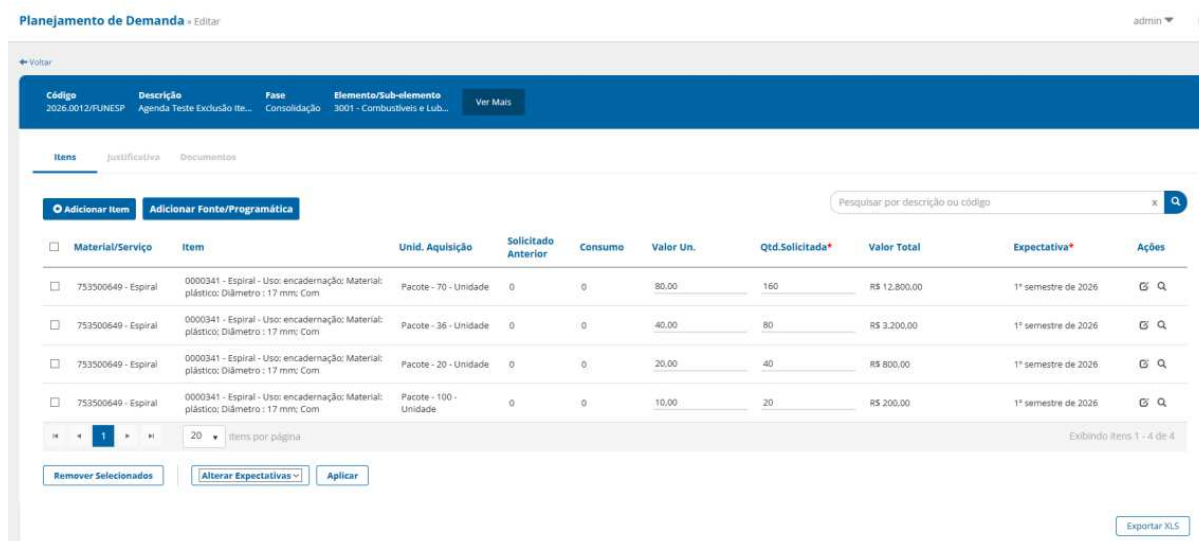 Planejamento de Demanda » Editar
admin
Voltar
Código Descrição Fase Elemento/Sub-elemento
2026.0012/FUNESP Agenda Teste Exclusão Ite... Consolidação 3001 - Combustíveis e Lub...
Ver Mais
Itens Justificativa Documentos
Adicionar Item Adicionar Fonte/Programática
Pesquisar por descrição ou código x
Material/Serviço Item Unid. Aquisição Solicitado Anterior Consumo Valor Un. Qtd.Solicitada* Valor Total Expectativa* Ações
753500649 - Espiral 0000341 - Espiral - Uso: encadernação; Material: plástico; Diâmetro : 17 mm; Com Pacote - 70 - Unidade 0 0 80,00 160 R$ 12.800,00 1º semestre de 2026
753500649 - Espiral 0000341 - Espiral - Uso: encadernação; Material: plástico; Diâmetro : 17 mm; Com Pacote - 36 - Unidade 0 0 40,00 80 R$ 3.200,00 1º semestre de 2026
753500649 - Espiral 0000341 - Espiral - Uso: encadernação; Material: plástico; Diâmetro : 17 mm; Com Pacote - 20 - Unidade 0 0 20,00 40 R$ 800,00 1º semestre de 2026
753500649 - Espiral 0000341 - Espiral - Uso: encadernação; Material: plástico; Diâmetro : 17 mm; Com Pacote - 100 - Unidade 0 0 10,00 20 R$ 200,00 1º semestre de 2026
1 20 itens por página Exibindo itens 1 - 4 de 4
Remover Selecionados Alterar Expectativas Aplicar
Exportar XLS